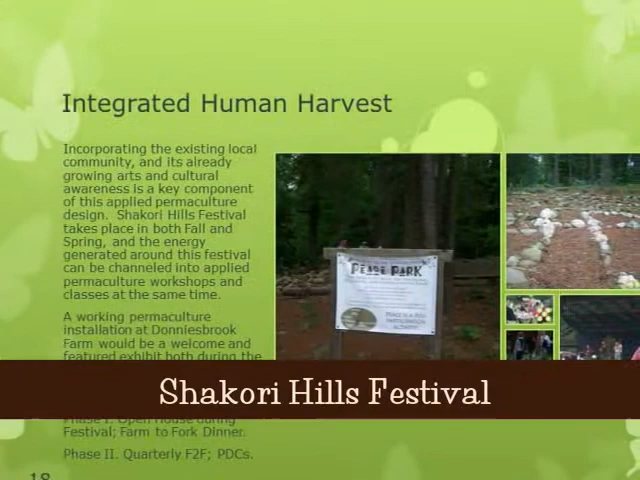 Integrated Human Harvest
Incorporating the existing local
community, and its already
growing arts and cultural
awareness is a key component
of this applied permaculture
design. Shakori Hills Festival
takes place in both Fall and
Spring, and the energy
generated around this festival
can be channeled into applied
permaculture workshops and
classes at the same time.
A working permaculture
installation at Donniesbrook
Farm would be a welcome and
featured exhibit both during the
PEACE PARK
Shakori Hills Festival
Phase I. Open House during
Festival; Farm to Fork Dinner.
Phase II. Quarterly F2F; PDCs.
18